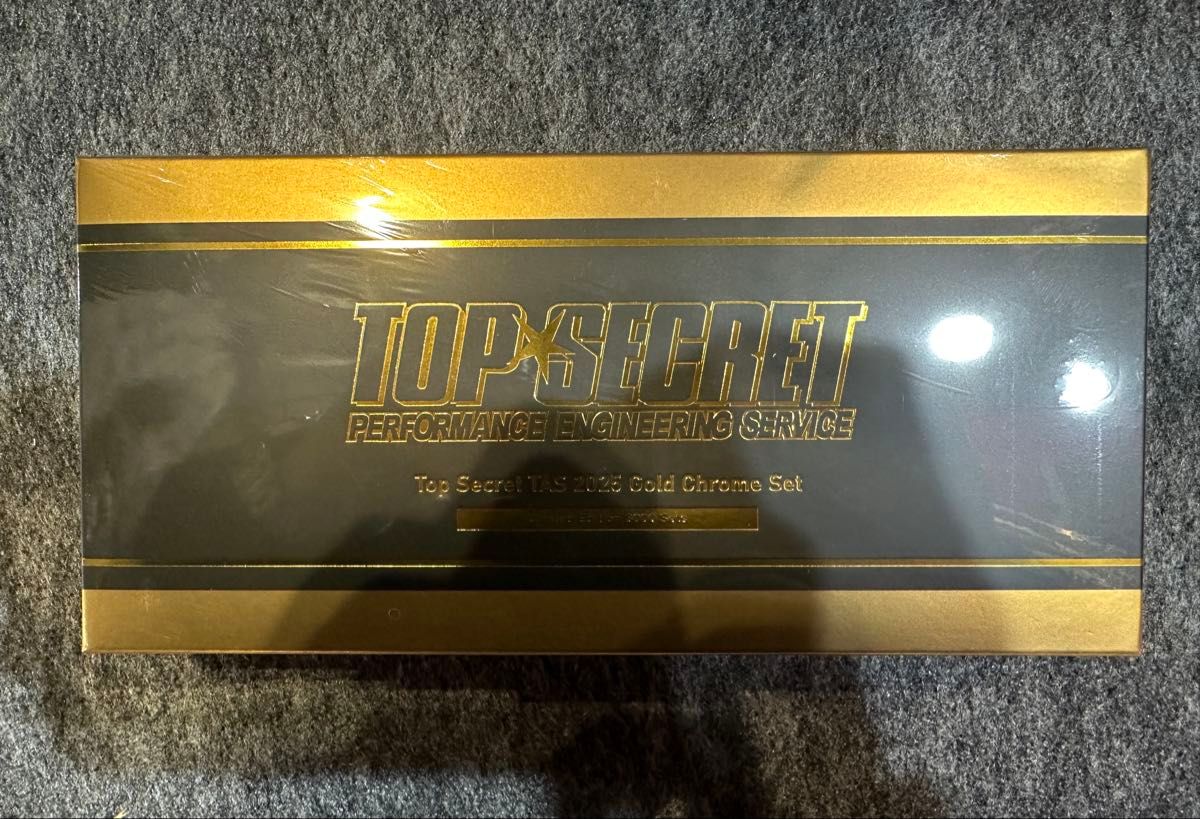 TOP SECRET
PERFORMANCE ENGINEERING SERVICE
Top Secret TAS 2025 Gold Chrome Set